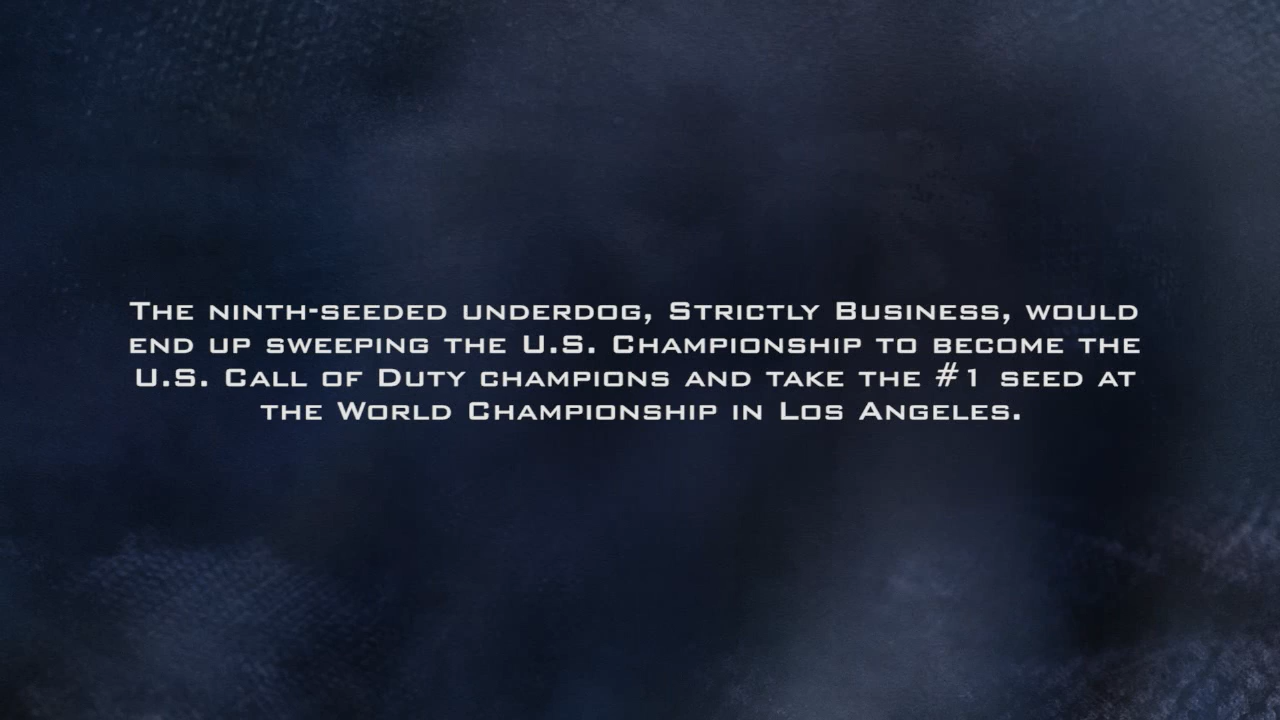 The ninth-seeded underdog, Strictly Business, would
end up sweeping the U.S. Championship to become the
U.S. Call of Duty champions and take the #1 seed at
the World Championship in Los Angeles.